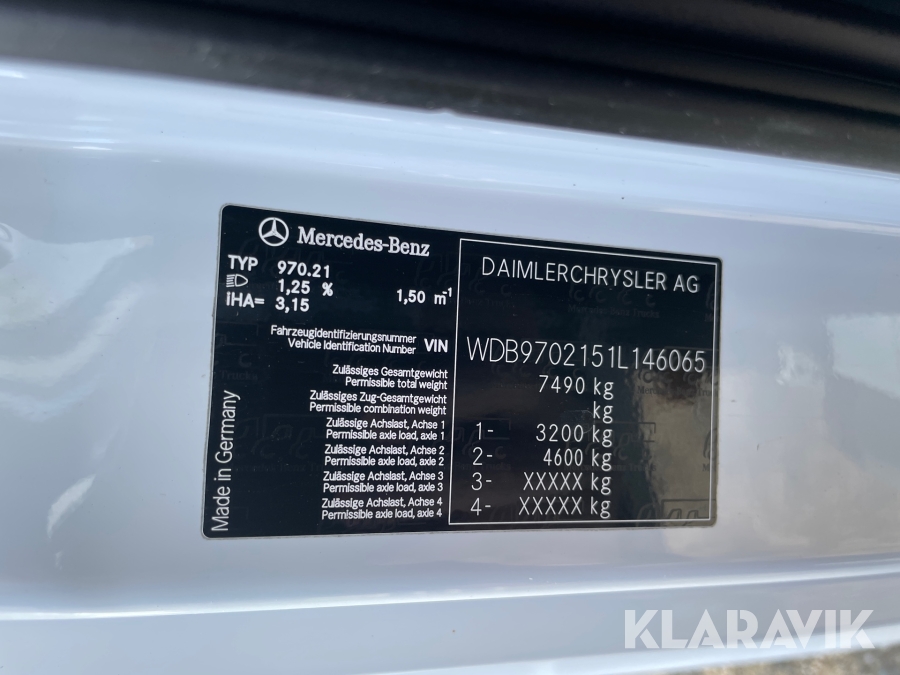 Mercedes-Benz
TYP 970.21
1,25 % 1,50 m⁻¹
iHA= 3,15
DAIMLERCHRYSLER AG
Fahrzeugidentifizierungsnummer
Vehicle Identification Number VIN WDB9702151L146065
Zulässiges Gesamtgewicht
Permissible total weight 7490 kg
Zulässiges Zug-Gesamtgewicht
Permissible combination weight kg
Zulässige Achslast, Achse 1
Permissible axle load, axle 1 1- 3200 kg
Zulässige Achslast, Achse 2
Permissible axle load, axle 2 2- 4600 kg
Zulässige Achslast, Achse 3
Permissible axle load, axle 3 3- XXXXX kg
Zulässige Achslast, Achse 4
Permissible axle load, axle 4 4- XXXXX kg
Made in Germany
KLARAVIK